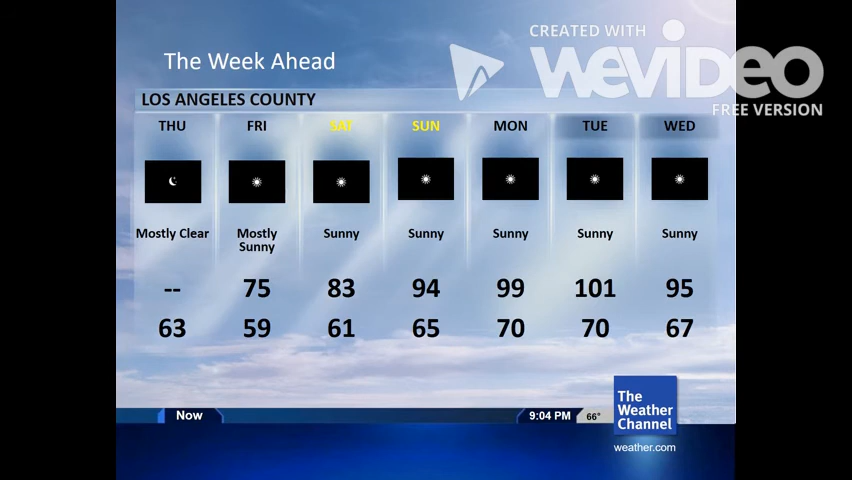 CREATED WITH
WEVIDEO
FREE VERSION
The Week Ahead
LOS ANGELES COUNTY
THU FRI SAT SUN MON TUE WED
Mostly Clear Mostly Sunny Sunny Sunny Sunny Sunny Sunny
-- 75 83 94 99 101 95
63 59 61 65 70 70 67
Now 9:04 PM 66°
The
Weather
Channel
weather.com